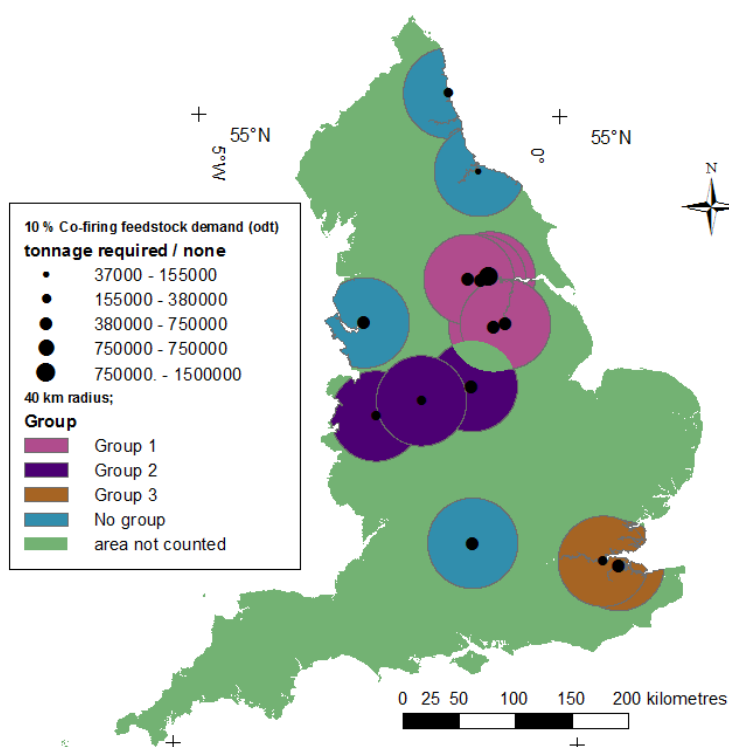 55°N
5°W
0°
55°N
N
10 % Co-firing feedstock demand (odt)
tonnage required / none
37000 - 155000
155000 - 380000
380000 - 750000
750000 - 750000
750000. - 1500000
40 km radius;
Group
Group 1
Group 2
Group 3
No group
area not counted
0 25 50 100 150 200 kilometres